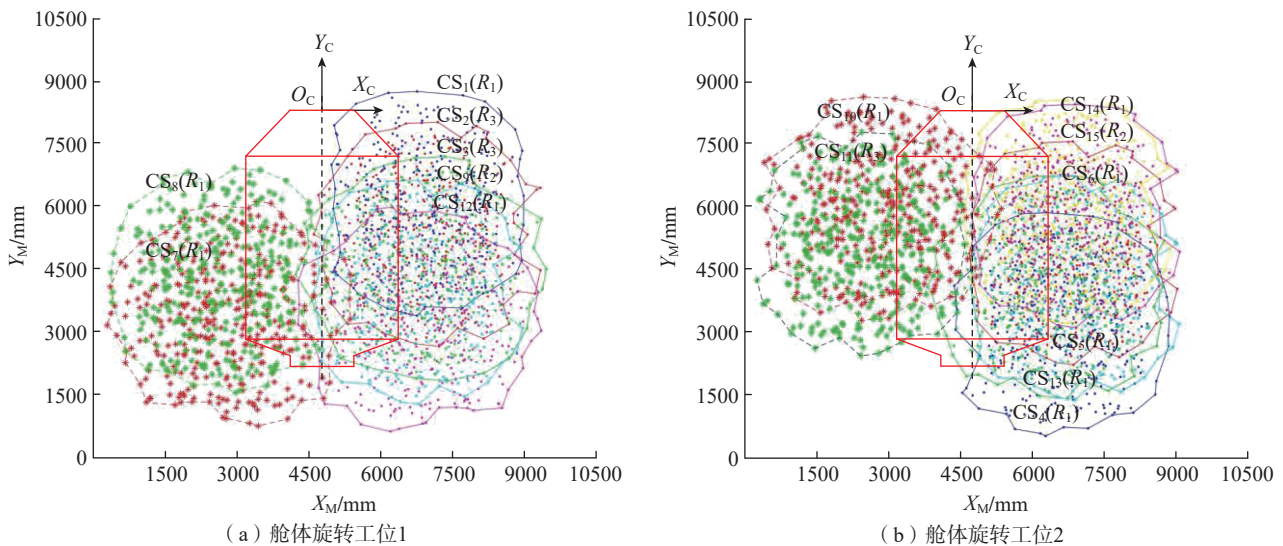 10500
9000
7500
6000
4500
3000
1500
0
Y_M/mm
1500 3000 4500 6000 7500 9000 10500
X_M/mm
Y_C
O_C X_C
CS₁(R₁)
CS₂(R₃)
CS₃(R₃)
CS₉(R₂)
CS₁₂(R₁)
CS₈(R₁)
CS₇(R₁)
(a)舱体旋转工位1
10500
9000
7500
6000
4500
3000
1500
0
Y_M/mm
1500 3000 4500 6000 7500 9000 10500
X_M/mm
Y_C
O_C X_C
CS₁₀(R₁)
CS₁₁(R₃)
CS₁₄(R₁)
CS₁₅(R₂)
CS₆(R₁)
CS₅(R₁)
CS₁₃(R₁)
CS₄(R₁)
(b)舱体旋转工位2